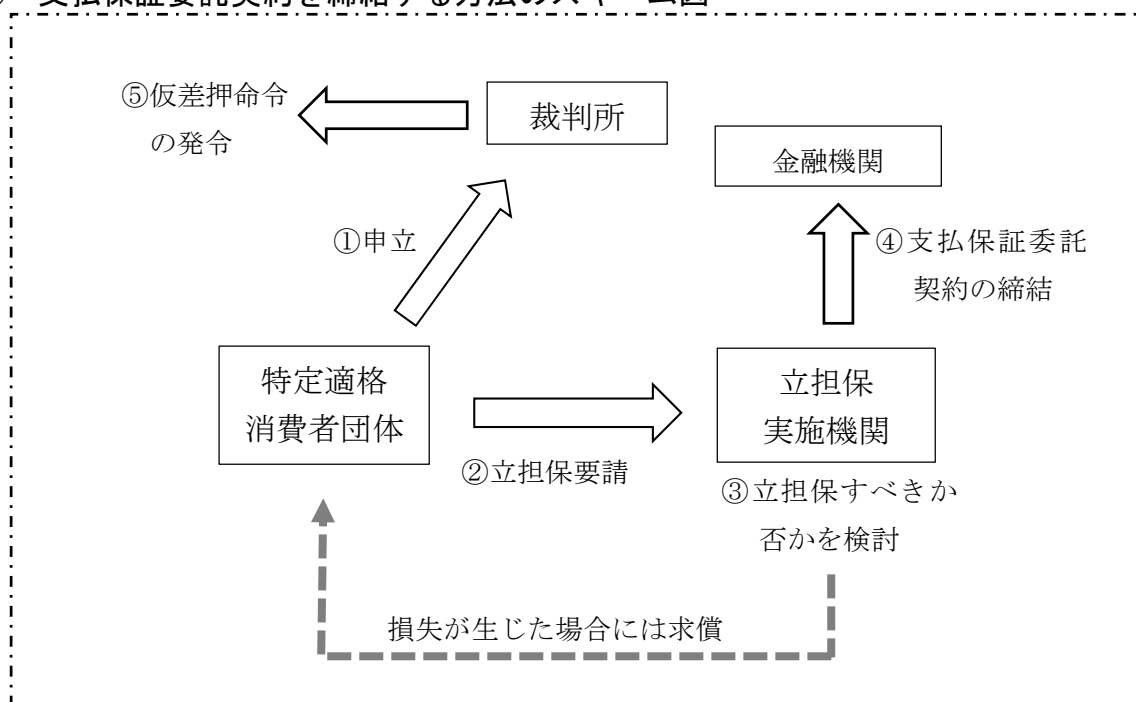 支払保証委託契約を締結する方法のスキーム図
⑤仮差押命令
の発令
裁判所
金融機関
①申立
④支払保証委託
契約の締結
特定適格
消費者団体
立担保
実施機関
②立担保要請
③立担保すべきか
否かを検討
損失が生じた場合には求償